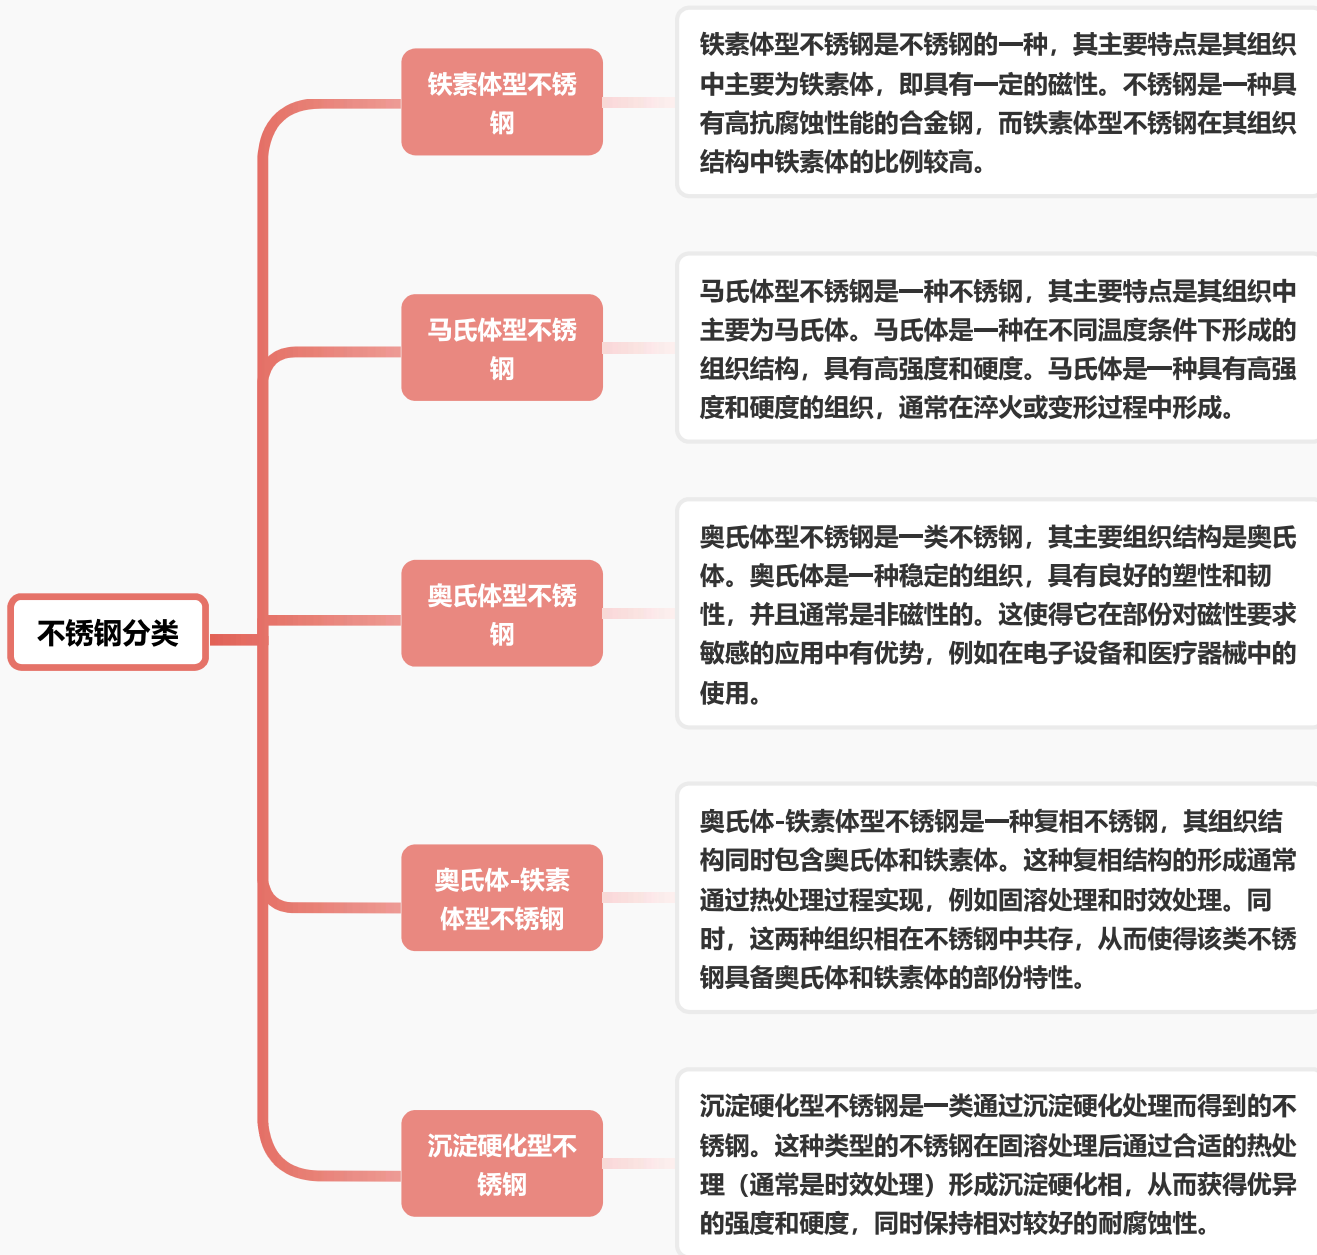 不锈钢分类
铁素体型不锈
钢
铁素体型不锈钢是不锈钢的一种，其主要特点是其组织
中主要为铁素体，即具有一定的磁性。不锈钢是一种具
有高抗腐蚀性能的合金钢，而铁素体型不锈钢在其组织
结构中铁素体的比例较高。
马氏体型不锈
钢
马氏体型不锈钢是一种不锈钢，其主要特点是其组织中
主要为马氏体。马氏体是一种在不同温度条件下形成的
组织结构，具有高强度和硬度。马氏体是一种具有高强
度和硬度的组织，通常在淬火或变形过程中形成。
奥氏体型不锈
钢
奥氏体型不锈钢是一类不锈钢，其主要组织结构是奥氏
体。奥氏体是一种稳定的组织，具有良好的塑性和韧
性，并且通常是非磁性的。这使得它在部份对磁性要求
敏感的应用中有优势，例如在电子设备和医疗器械中的
使用。
奥氏体-铁素
体型不锈钢
奥氏体-铁素体型不锈钢是一种复相不锈钢，其组织结
构同时包含奥氏体和铁素体。这种复相结构的形成通常
通过热处理过程实现，例如固溶处理和时效处理。同
时，这两种组织相在不锈钢中共存，从而使得该类不锈
钢具备奥氏体和铁素体的部份特性。
沉淀硬化型不
锈钢
沉淀硬化型不锈钢是一类通过沉淀硬化处理而得到的不
锈钢。这种类型的不锈钢在固溶处理后通过合适的热处
理（通常是时效处理）形成沉淀硬化相，从而获得优异
的强度和硬度，同时保持相对较好的耐腐蚀性。